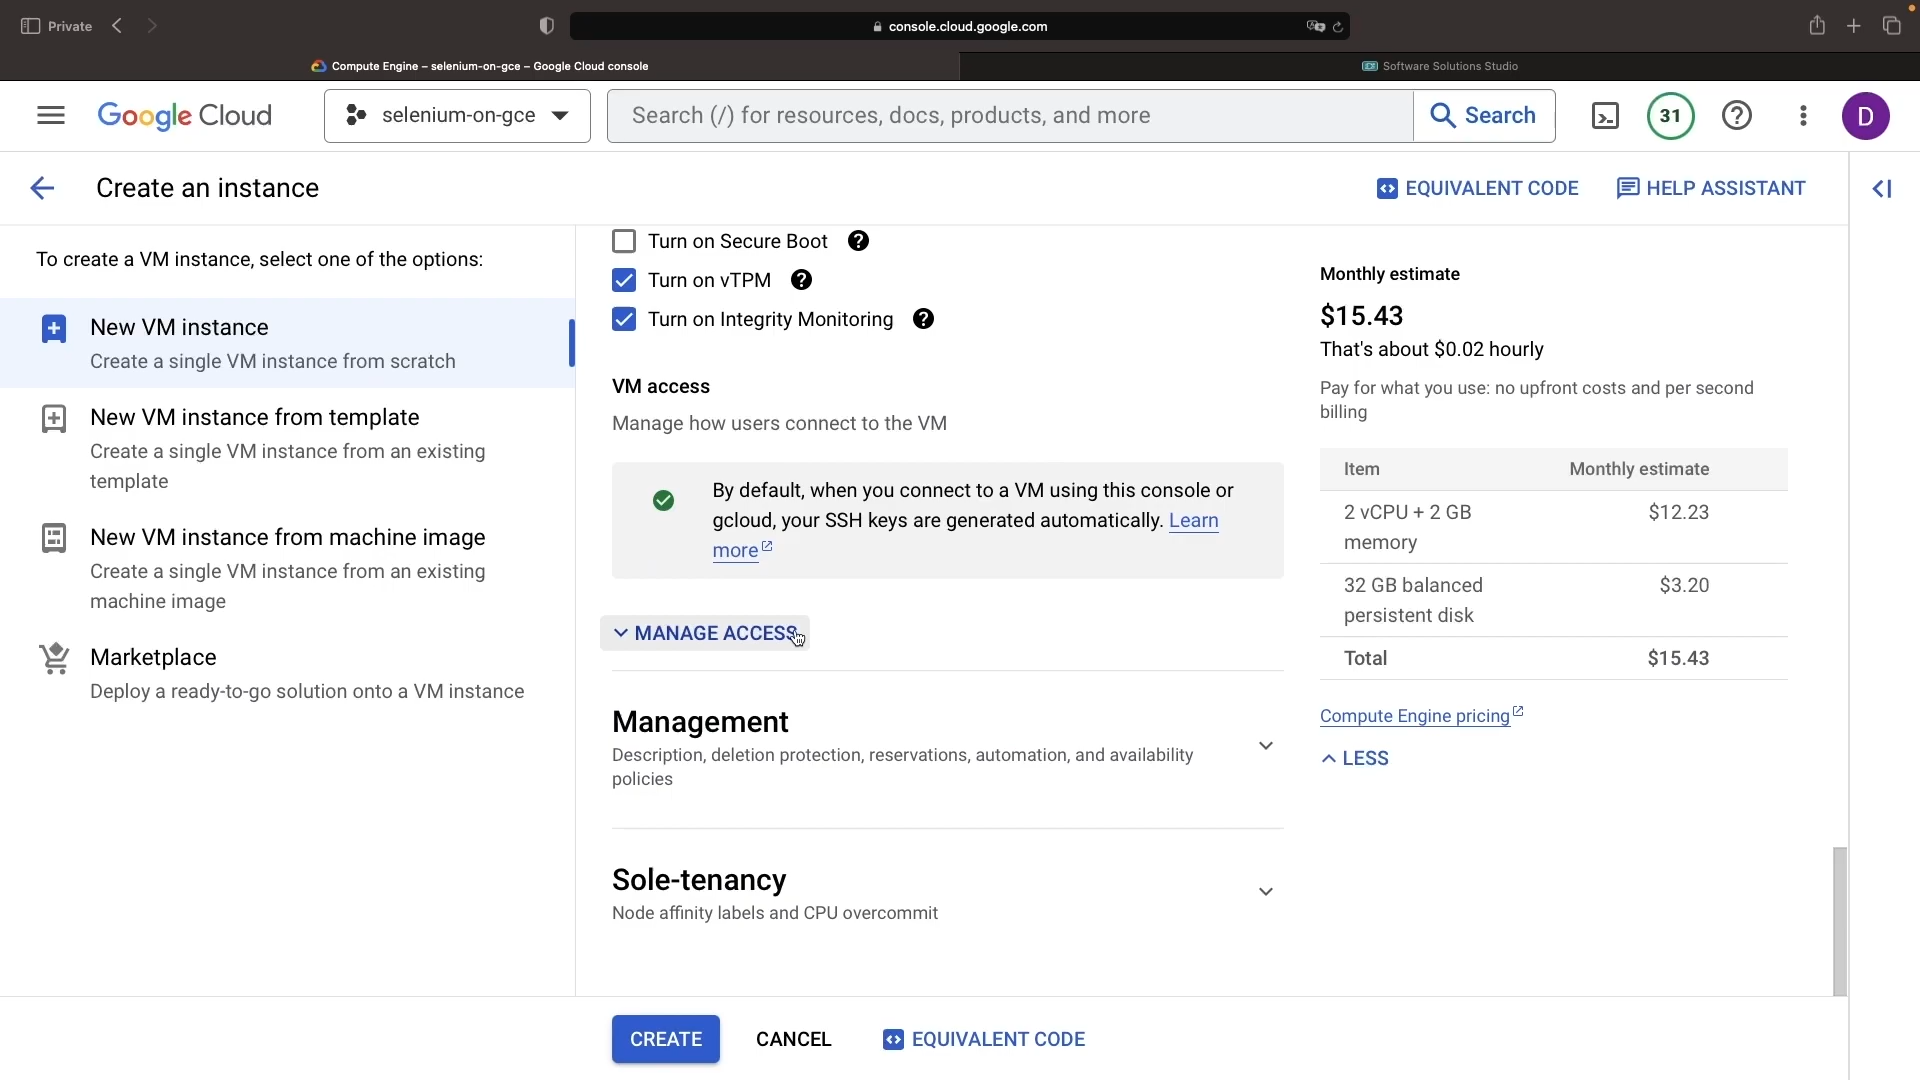 Private
console.cloud.google.com
Compute Engine – selenium-on-gce – Google Cloud console
Software Solutions Studio
Google Cloud
selenium-on-gce
Search (/) for resources, docs, products, and more
Search
31
D
Create an instance
EQUIVALENT CODE
HELP ASSISTANT
To create a VM instance, select one of the options:
New VM instance
Create a single VM instance from scratch
New VM instance from template
Create a single VM instance from an existing
template
New VM instance from machine image
Create a single VM instance from an existing
machine image
Marketplace
Deploy a ready-to-go solution onto a VM instance
Turn on Secure Boot
Turn on vTPM
Turn on Integrity Monitoring
VM access
Manage how users connect to the VM
By default, when you connect to a VM using this console or
gcloud, your SSH keys are generated automatically. Learn
more
MANAGE ACCESS
Management
Description, deletion protection, reservations, automation, and availability
policies
Sole-tenancy
Node affinity labels and CPU overcommit
Monthly estimate
$15.43
That's about $0.02 hourly
Pay for what you use: no upfront costs and per second
billing
Item Monthly estimate
2 vCPU + 2 GB $12.23
memory
32 GB balanced $3.20
persistent disk
Total $15.43
Compute Engine pricing
LESS
CREATE
CANCEL
EQUIVALENT CODE